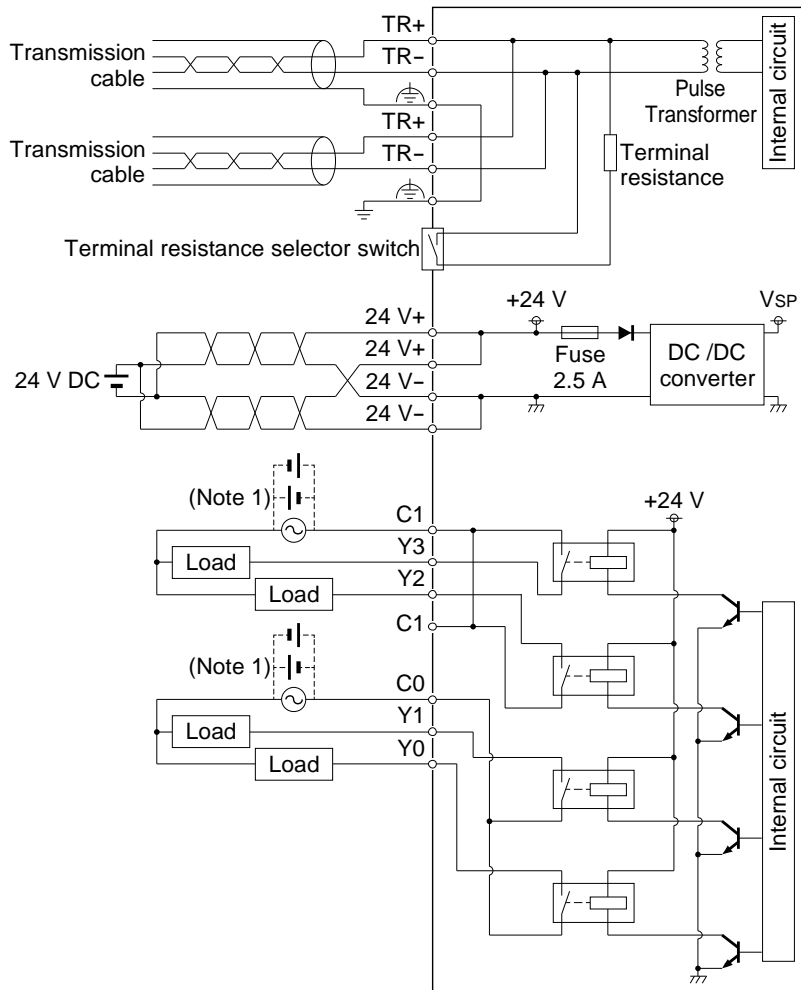 TR+
TR−
Transmission
cable
Pulse
Transformer
Internal circuit
TR+
TR−
Transmission
cable
Terminal
resistance
Terminal resistance selector switch
24 V+
24 V+
24 V−
24 V−
24 V DC
+24 V
Fuse
2.5 A
DC /DC
converter
VSP
(Note 1)
C1
Y3
Y2
C1
Load
Load
+24 V
(Note 1)
C0
Y1
Y0
Load
Load
Internal circuit